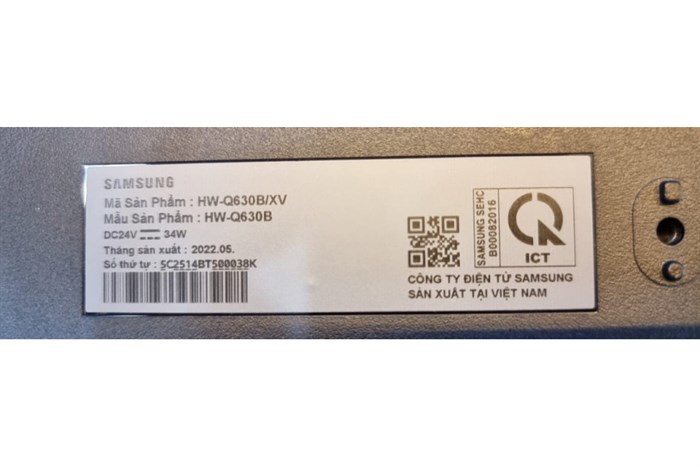 SAMSUNG
Mã Sản Phẩm : HW-Q630B/XV
Mẫu Sản Phẩm : HW-Q630B
DC24V 34W
Tháng sản xuất : 2022.05.
Số thứ tự : 5C2514BT500038K
SAMSUNG SEHC
B00082016
ICT
CÔNG TY ĐIỆN TỬ SAMSUNG
SẢN XUẤT TẠI VIỆT NAM